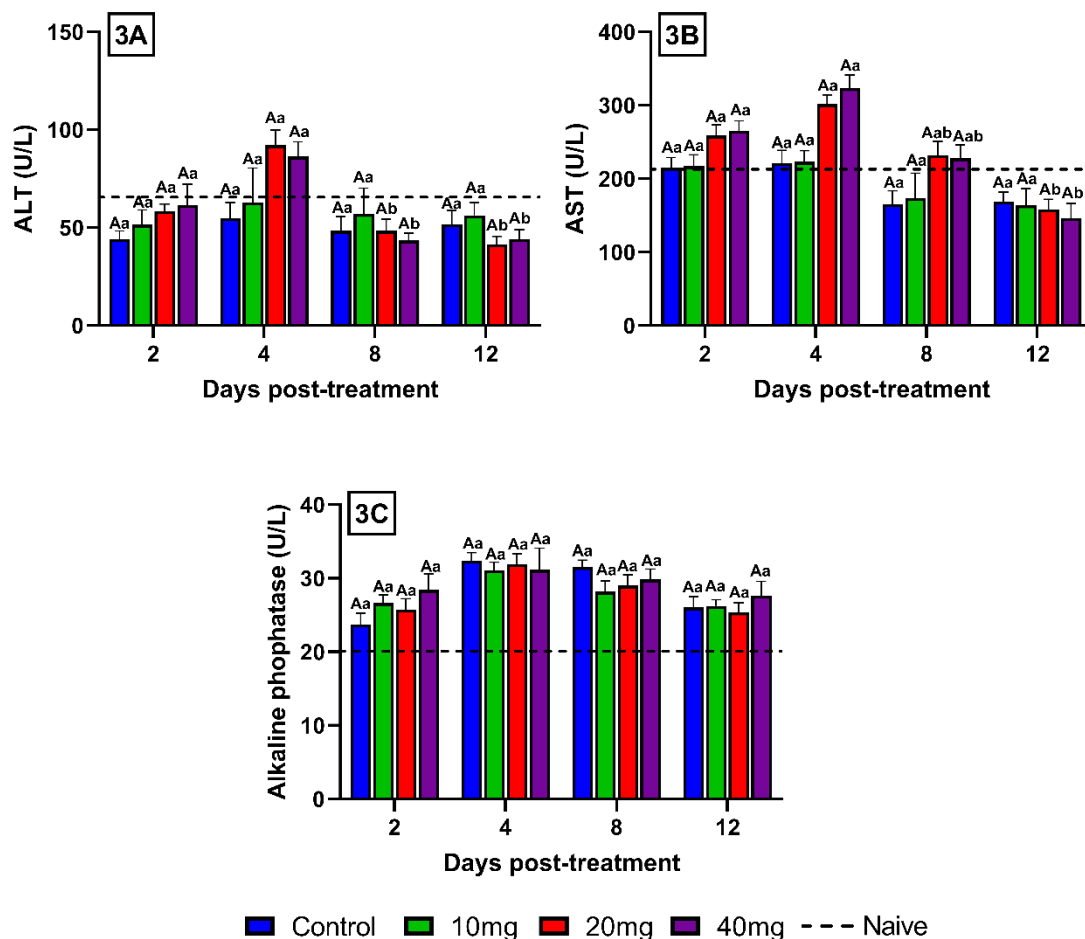 3A
ALT (U/L)
150
100
50
0
Aa Aa Aa Aa
Aa Aa Aa Aa
Aa Aa Ab Ab
Aa Aa Ab Ab
2 4 8 12
Days post-treatment
3B
AST (U/L)
400
300
200
100
0
Aa Aa Aa Aa
Aa Aa Aa Aa
Aa Aa Aab Aab
Aa Aa Ab Ab
2 4 8 12
Days post-treatment
3C
Alkaline phophatase (U/L)
40
30
20
10
0
Aa Aa Aa Aa
Aa Aa Aa Aa
Aa Aa Aa Aa
Aa Aa Aa Aa
2 4 8 12
Days post-treatment
Control 10mg 20mg 40mg Naive